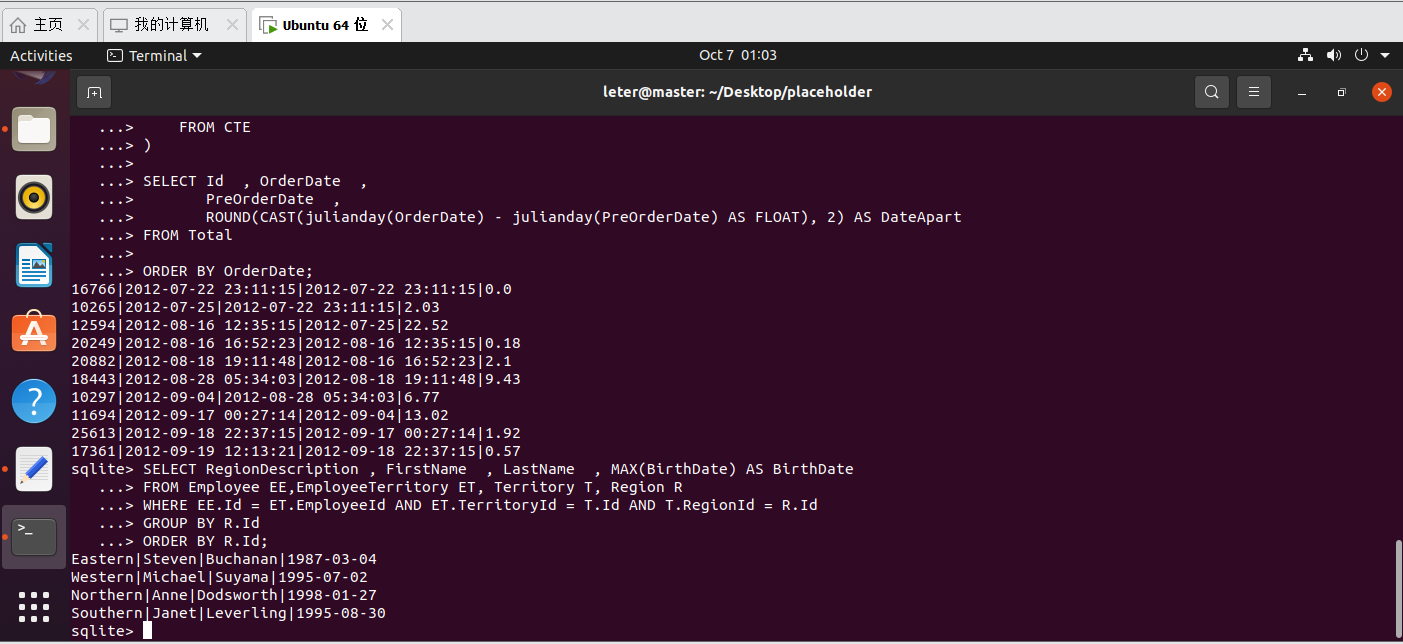 主页
我的计算机
Ubuntu 64 位
Activities
Terminal
Oct 7 01:03
leter@master: ~/Desktop/placeholder
...>     FROM CTE
...> )
...>
...> SELECT Id  , OrderDate  ,
...>        PreOrderDate  ,
...>        ROUND(CAST(julianday(OrderDate) - julianday(PreOrderDate) AS FLOAT), 2) AS DateApart
...> FROM Total
...>
...> ORDER BY OrderDate;
16766|2012-07-22 23:11:15|2012-07-22 23:11:15|0.0
10265|2012-07-25|2012-07-22 23:11:15|2.03
12594|2012-08-16 12:35:15|2012-07-25|22.52
20249|2012-08-16 16:52:23|2012-08-16 12:35:15|0.18
20882|2012-08-18 19:11:48|2012-08-16 16:52:23|2.1
18443|2012-08-28 05:34:03|2012-08-18 19:11:48|9.43
10297|2012-09-04|2012-08-28 05:34:03|6.77
11694|2012-09-17 00:27:14|2012-09-04|13.02
25613|2012-09-18 22:37:15|2012-09-17 00:27:14|1.92
17361|2012-09-19 12:13:21|2012-09-18 22:37:15|0.57
sqlite> SELECT RegionDescription , FirstName  , LastName  , MAX(BirthDate) AS BirthDate
...> FROM Employee EE,EmployeeTerritory ET, Territory T, Region R
...> WHERE EE.Id = ET.EmployeeId AND ET.TerritoryId = T.Id AND T.RegionId = R.Id
...> GROUP BY R.Id
...> ORDER BY R.Id;
Eastern|Steven|Buchanan|1987-03-04
Western|Michael|Suyama|1995-07-02
Northern|Anne|Dodsworth|1998-01-27
Southern|Janet|Leverling|1995-08-30
sqlite>